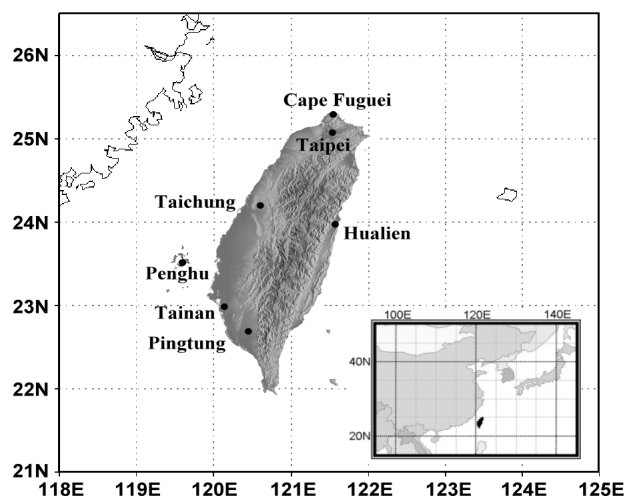 26N
25N
24N
23N
22N
21N
118E 119E 120E 121E 122E 123E 124E 125E
Cape Fuguei
Taipei
Taichung
Hualien
Penghu
Tainan
Pingtung
100E 120E 140E
40N
20N